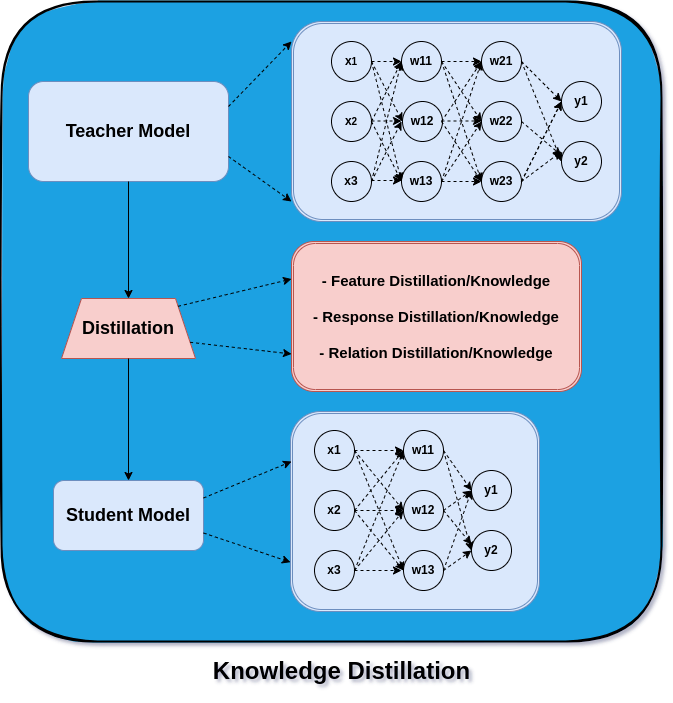 Teacher Model
x1 w11 w21
y1
x2 w12 w22
y2
x3 w13 w23
Distillation
- Feature Distillation/Knowledge
- Response Distillation/Knowledge
- Relation Distillation/Knowledge
Student Model
x1 w11
y1
x2 w12
y2
x3 w13
Knowledge Distillation